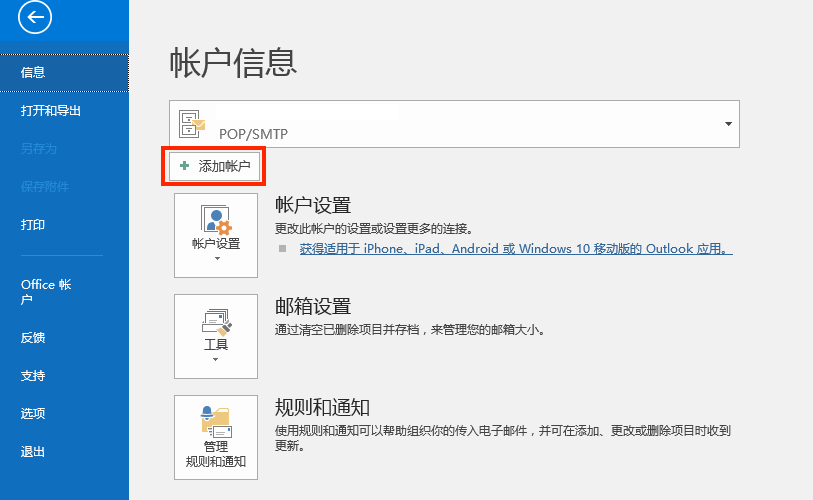 帐户信息
信息
打开和导出
另存为
保存附件
打印
Office 帐
户
反馈
支持
选项
退出
POP/SMTP
添加帐户
帐户设置
帐户设置
更改此帐户的设置或设置更多的连接。
获得适用于 iPhone、iPad、Android 或 Windows 10 移动版的 Outlook 应用。
工具
邮箱设置
通过清空已删除项目并存档，来管理您的邮箱大小。
管理
规则和通知
规则和通知
使用规则和通知可以帮助组织你的传入电子邮件，并可在添加、更改或删除项目时收到
更新。